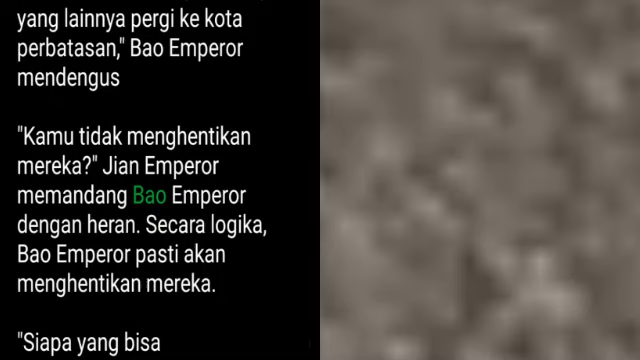 yang lainnya pergi ke kota
perbatasan," Bao Emperor
mendengus
"Kamu tidak menghentikan
mereka?" Jian Emperor
memandang Bao Emperor
dengan heran. Secara logika,
Bao Emperor pasti akan
menghentikan mereka.
"Siapa yang bisa